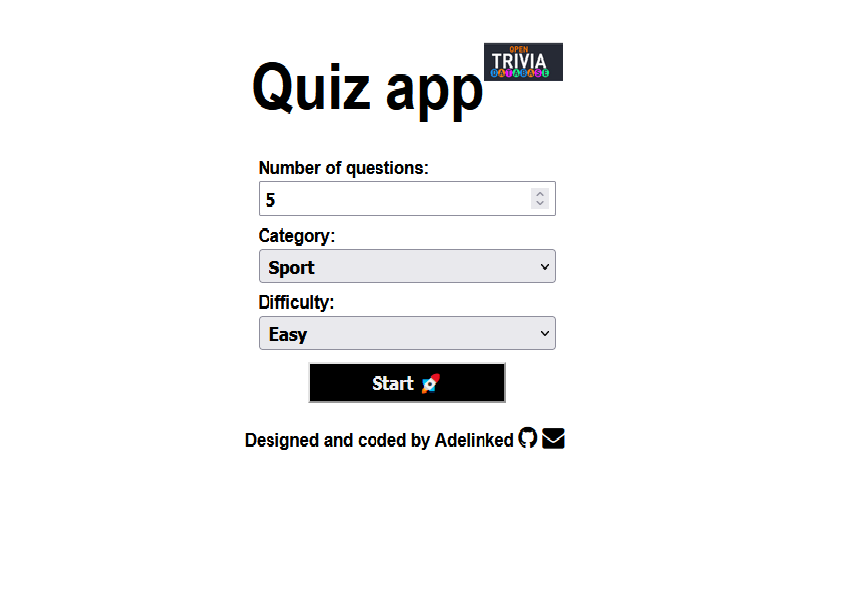 OPEN
TRIVIA
DATABASE
Quiz app
Number of questions:
5
Category:
Sport
Difficulty:
Easy
Start 🚀
Designed and coded by Adelinked